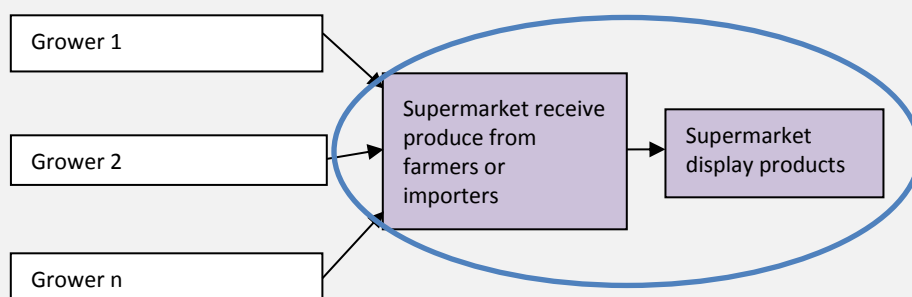 Grower 1
Grower 2
Grower n
Supermarket receive
produce from
farmers or
importers
Supermarket
display products